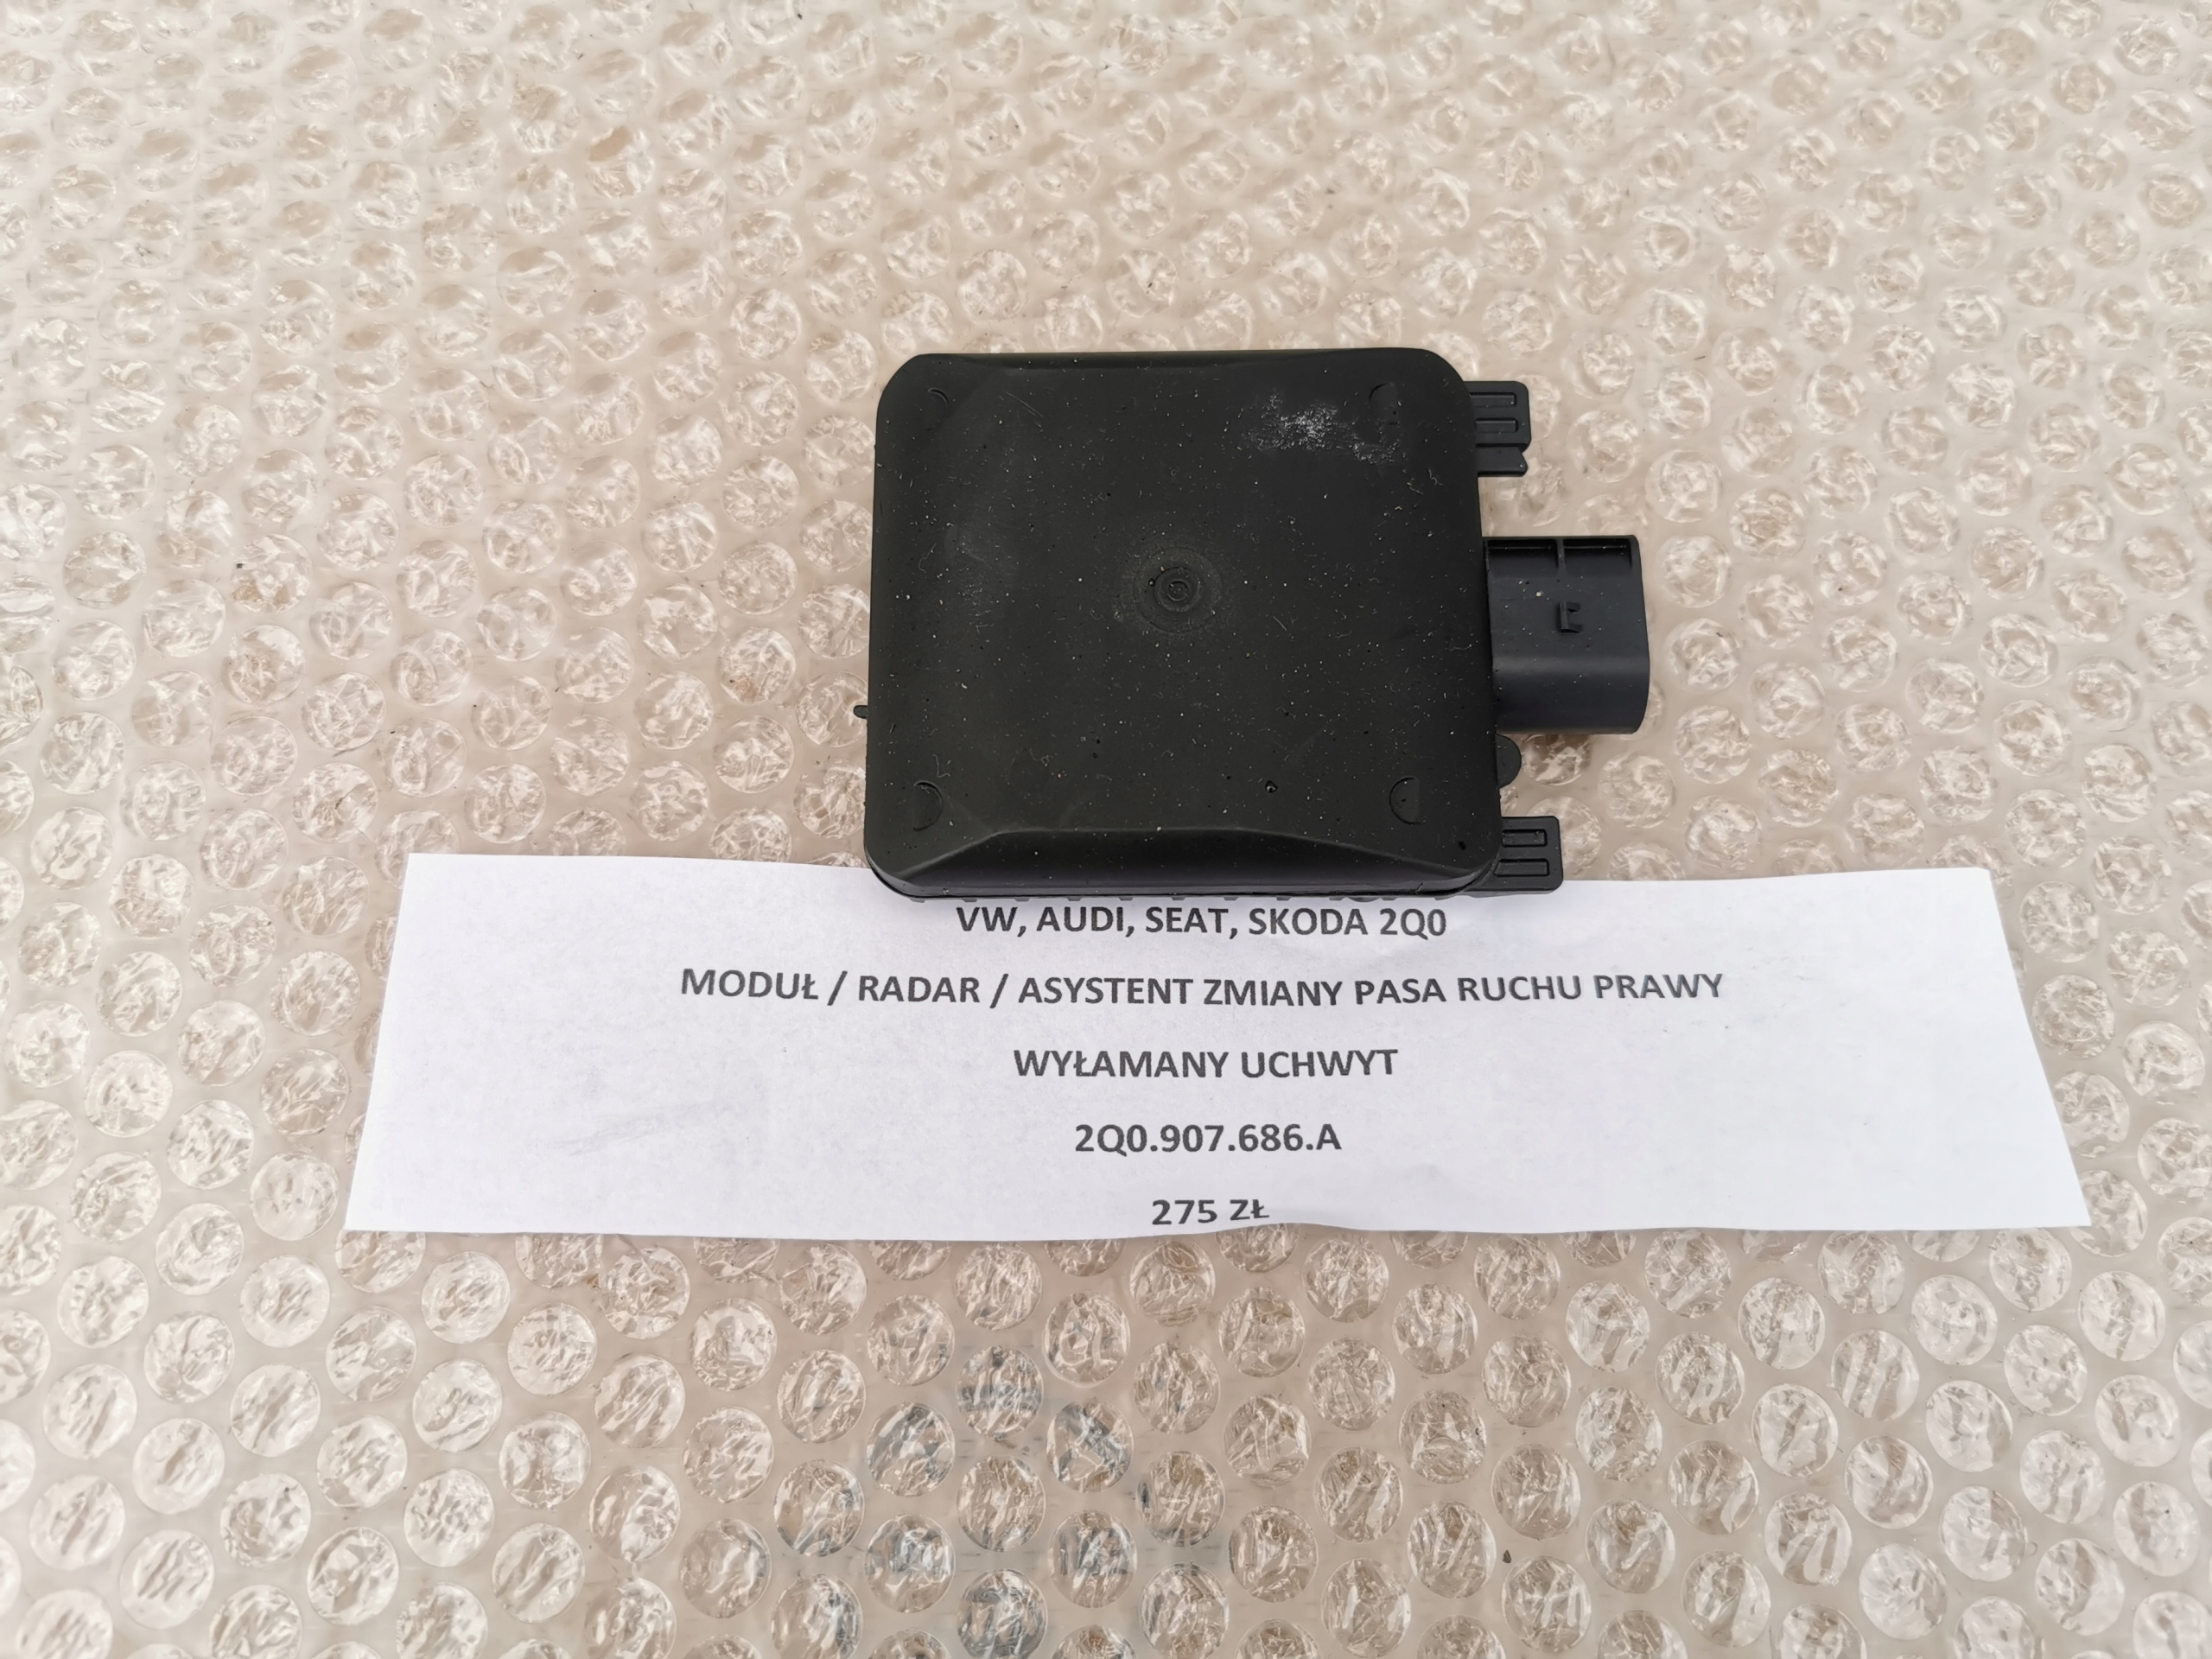 VW, AUDI, SEAT, SKODA 2Q0
MODUŁ / RADAR / ASYSTENT ZMIANY PASA RUCHU PRAWY
WYŁAMANY UCHWYT
2Q0.907.686.A
275 ZŁ